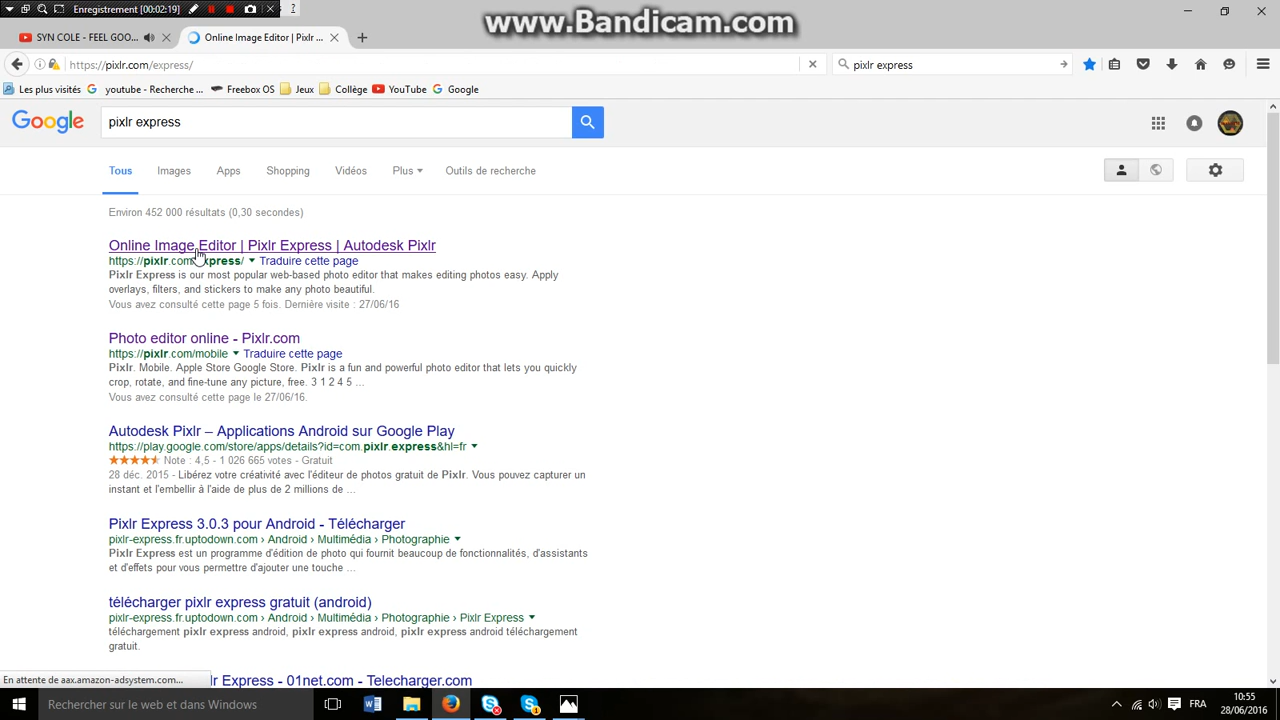 Enregistrement [00:02:19]
?
www.Bandicam.com
SYN COLE - FEEL GOO...
Online Image Editor | Pixlr ...
https://pixlr.com/express/
pixlr express
Les plus visités
youtube - Recherche ...
Freebox OS
Jeux
Collège
YouTube
Google
Google
pixlr express
Tous Images Apps Shopping Vidéos Plus Outils de recherche
Environ 452 000 résultats (0,30 secondes)
Online Image Editor | Pixlr Express | Autodesk Pixlr
https://pixlr.com/express/ Traduire cette page
Pixlr Express is our most popular web-based photo editor that makes editing photos easy. Apply
overlays, filters, and stickers to make any photo beautiful.
Vous avez consulté cette page 5 fois. Dernière visite : 27/06/16
Photo editor online - Pixlr.com
https://pixlr.com/mobile Traduire cette page
Pixlr. Mobile. Apple Store Google Store. Pixlr is a fun and powerful photo editor that lets you quickly
crop, rotate, and fine-tune any picture, free. 3 1 2 4 5 ...
Vous avez consulté cette page le 27/06/16.
Autodesk Pixlr – Applications Android sur Google Play
https://play.google.com/store/apps/details?id=com.pixlr.express&hl=fr
Note : 4,5 - 1 026 665 votes - Gratuit
28 déc. 2015 - Libérez votre créativité avec l'éditeur de photos gratuit de Pixlr. Vous pouvez capturer un
instant et l'embellir à l'aide de plus de 2 millions de ...
Pixlr Express 3.0.3 pour Android - Télécharger
pixlr-express.fr.uptodown.com › Android › Multimédia › Photographie
Pixlr Express est un programme d'édition de photo qui fournit beaucoup de fonctionnalités, d'assistants
et d'effets pour vous permettre d'ajouter une touche ...
télécharger pixlr express gratuit (android)
pixlr-express.fr.uptodown.com › Android › Multimédia › Photographie › Pixlr Express
téléchargement pixlr express android, pixlr express android, pixlr express android téléchargement
gratuit.
En attente de aax.amazon-adsystem.com...
lr Express - 01net.com - Telecharger.com
Rechercher sur le web et dans Windows
FRA
10:55
28/06/2016